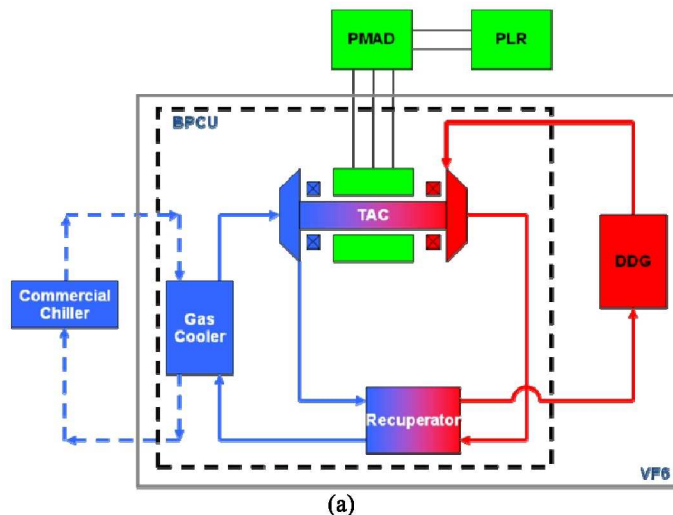 PMAD
PLR
BPCU
TAC
DDG
Commercial
Chiller
Gas
Cooler
Recuperator
VF6
(a)